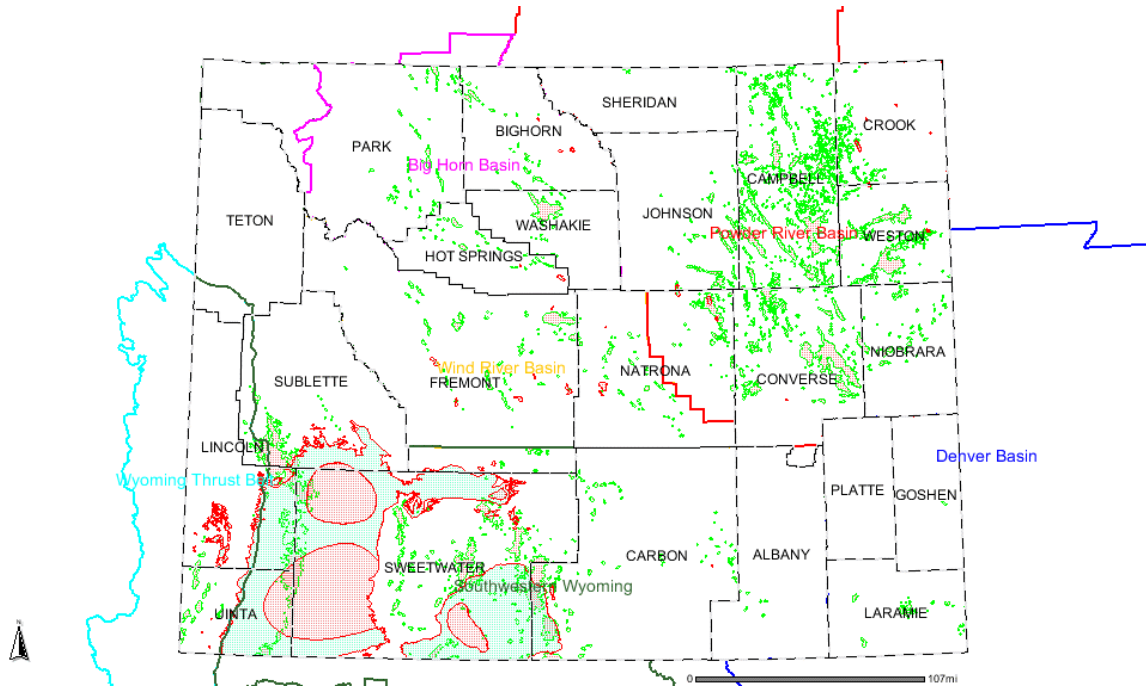 SHERIDAN
CROOK
BIGHORN
PARK
Big Horn Basin
CAMPBELL
TETON
WASHAKIE
JOHNSON
Powder River Basin
WESTON
HOT SPRINGS
NIOBRARA
Wind River Basin
NATRONA
SUBLETTE
FREMONT
CONVERSE
LINCOLN
Denver Basin
Wyoming Thrust Belt
PLATTE
GOSHEN
CARBON
ALBANY
SWEETWATER
Southwestern Wyoming
UINTA
LARAMIE
N
0
107mi